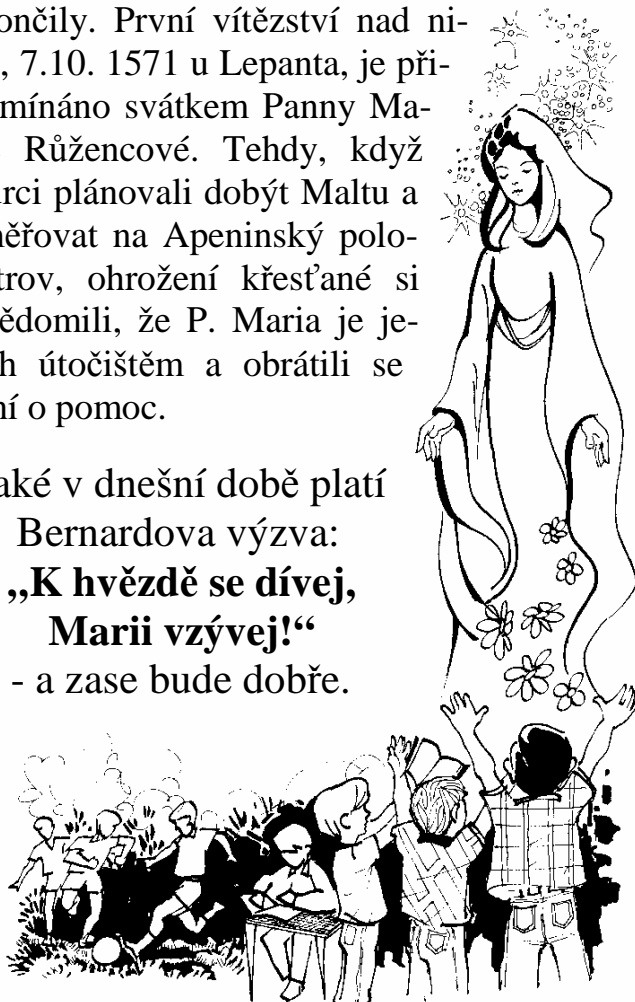 ončily. První vítězství nad ni-
, 7.10. 1571 u Lepanta, je při-
mínáno svátkem Panny Ma-
Růžencové. Tehdy, když
rci plánovali dobýt Maltu a
ěřovat na Apeninský polo-
trov, ohrožení křesťané si
ědomili, že P. Maria je je-
h útočištěm a obrátili se
ní o pomoc.
aké v dnešní době platí
Bernardova výzva:
„K hvězdě se dívej,
Marii vzývej!“
- a zase bude dobře.